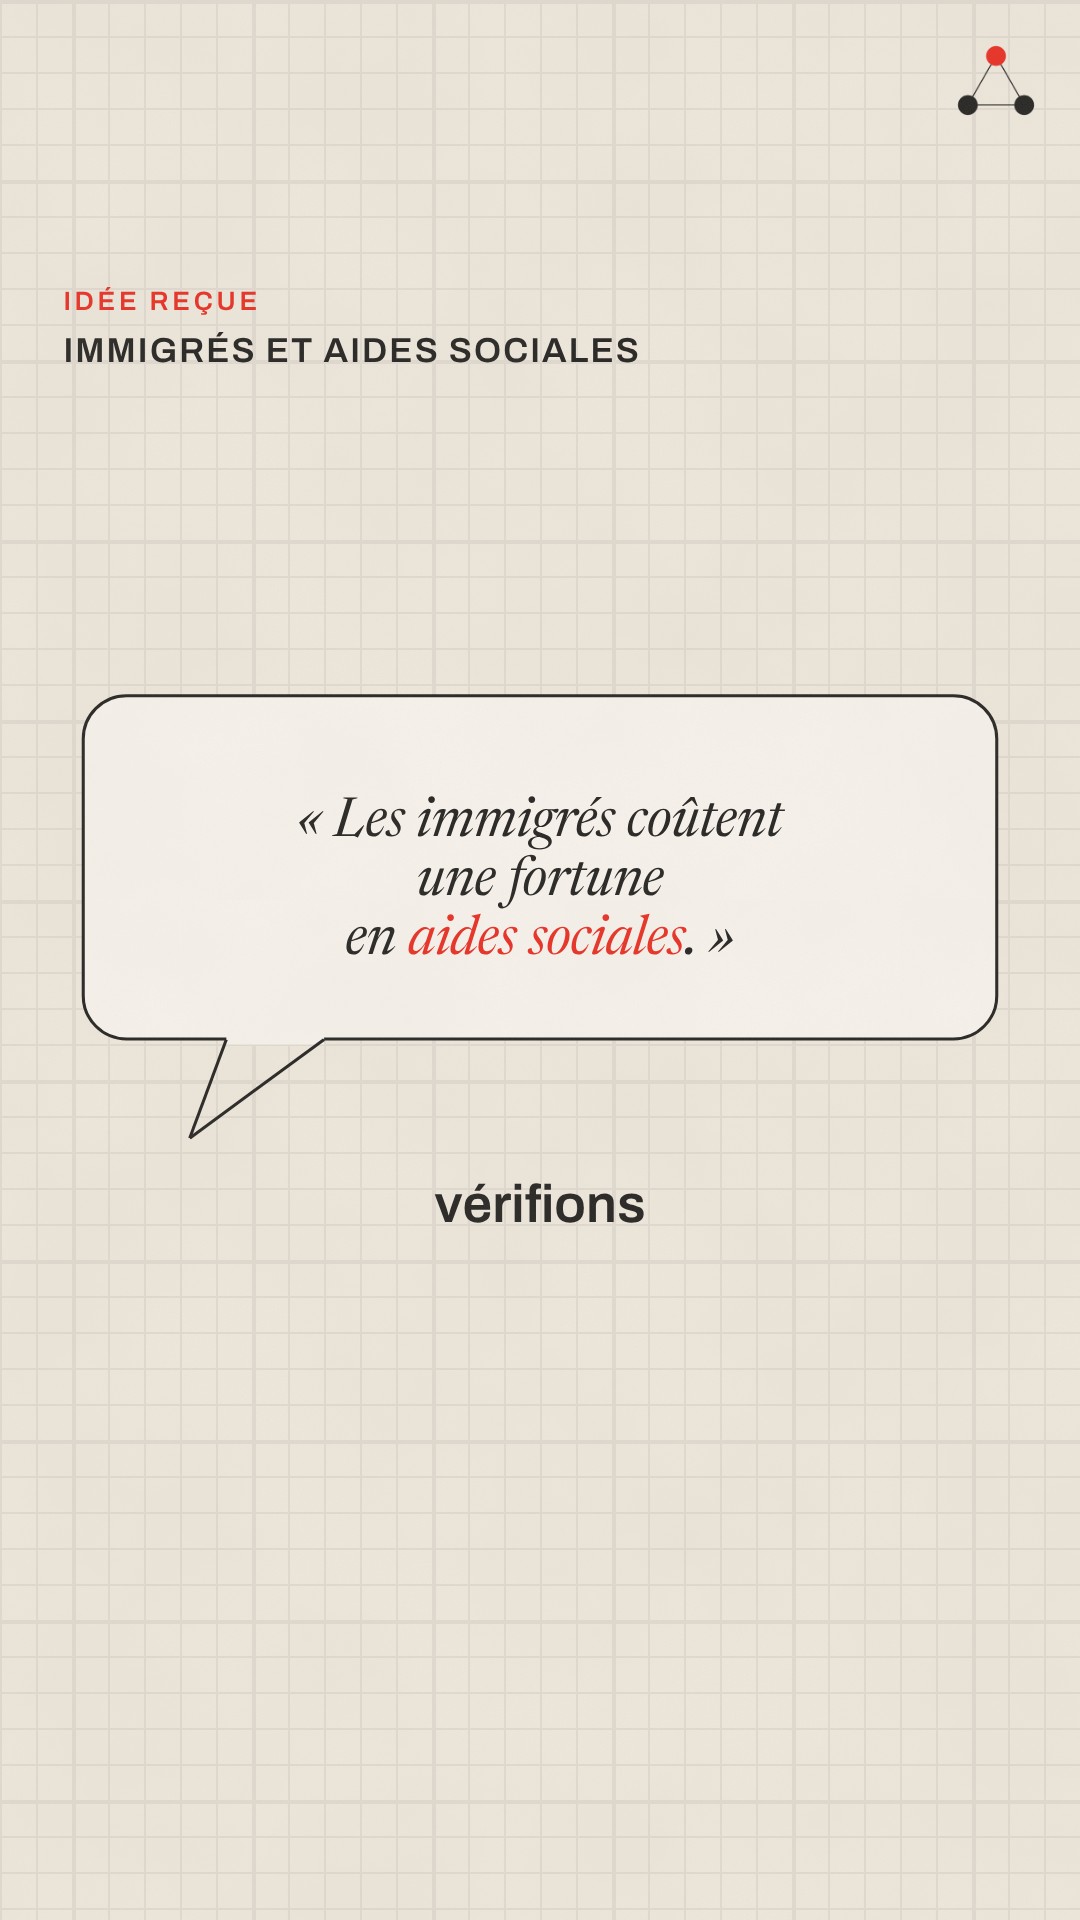 IDÉE REÇUE
IMMIGRÉS ET AIDES SOCIALES
« Les immigrés coûtent
une fortune
en aides sociales. »
vérifions